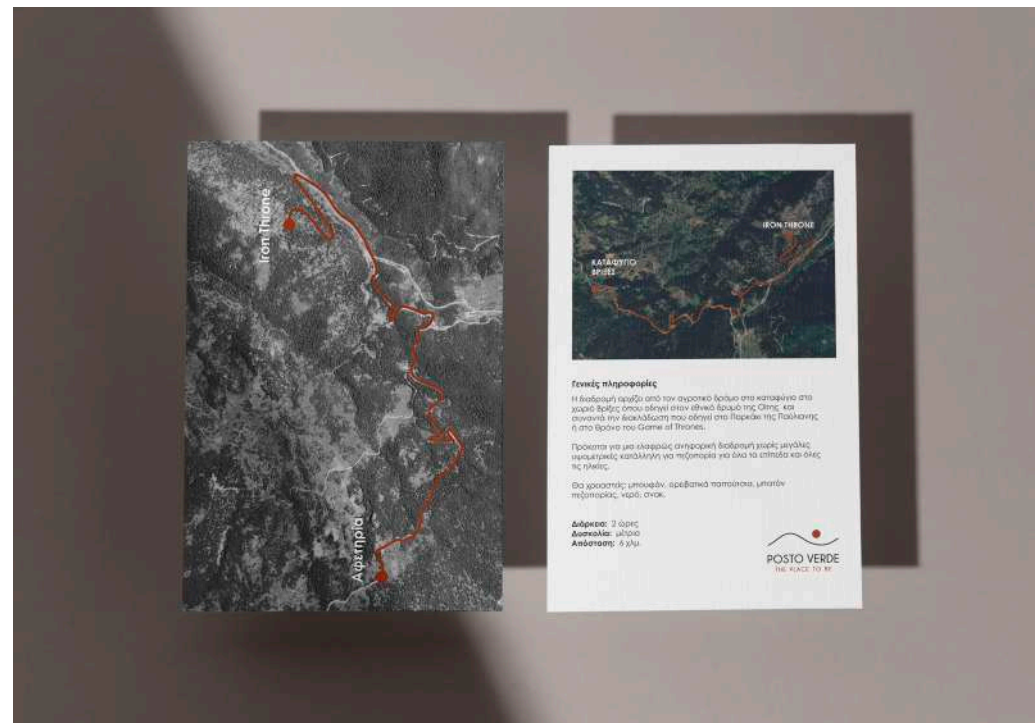 Iron Thione
Αφετηρία
IRON THRONE
ΚΑΤΑΦΥΓΙΟ
ΒΡΙΖΕΣ
Γενικές πληροφορίες
Η διαδρομή αρχίζει από τον αγροτικό δρόμο στο καταφύγιο στο
χωριό Βρίζες όπου οδηγεί στον εθνικό δρυμό της Οίτης και
συναντά την διακλάδωση που οδηγεί στο Παρκάκι της Παύλιανης
ή στο θρόνο του Game of Thrones.
Πρόκειται για μια ελαφρώς ανηφορική διαδρομή χωρίς μεγάλες
υψομετρικές κατάλληλη για πεζοπορία για όλα τα επίπεδα και όλες
τις ηλικίες.
Θα χρειαστείς: μπουφάν, ορειβατικά παπούτσια, μπατόν
πεζοπορίας, νερό, σνακ.
Διάρκεια: 2 ώρες
Δυσκολία: μέτρια
Απόσταση: 6 χλμ.
POSTO VERDE
THE PLACE TO BE